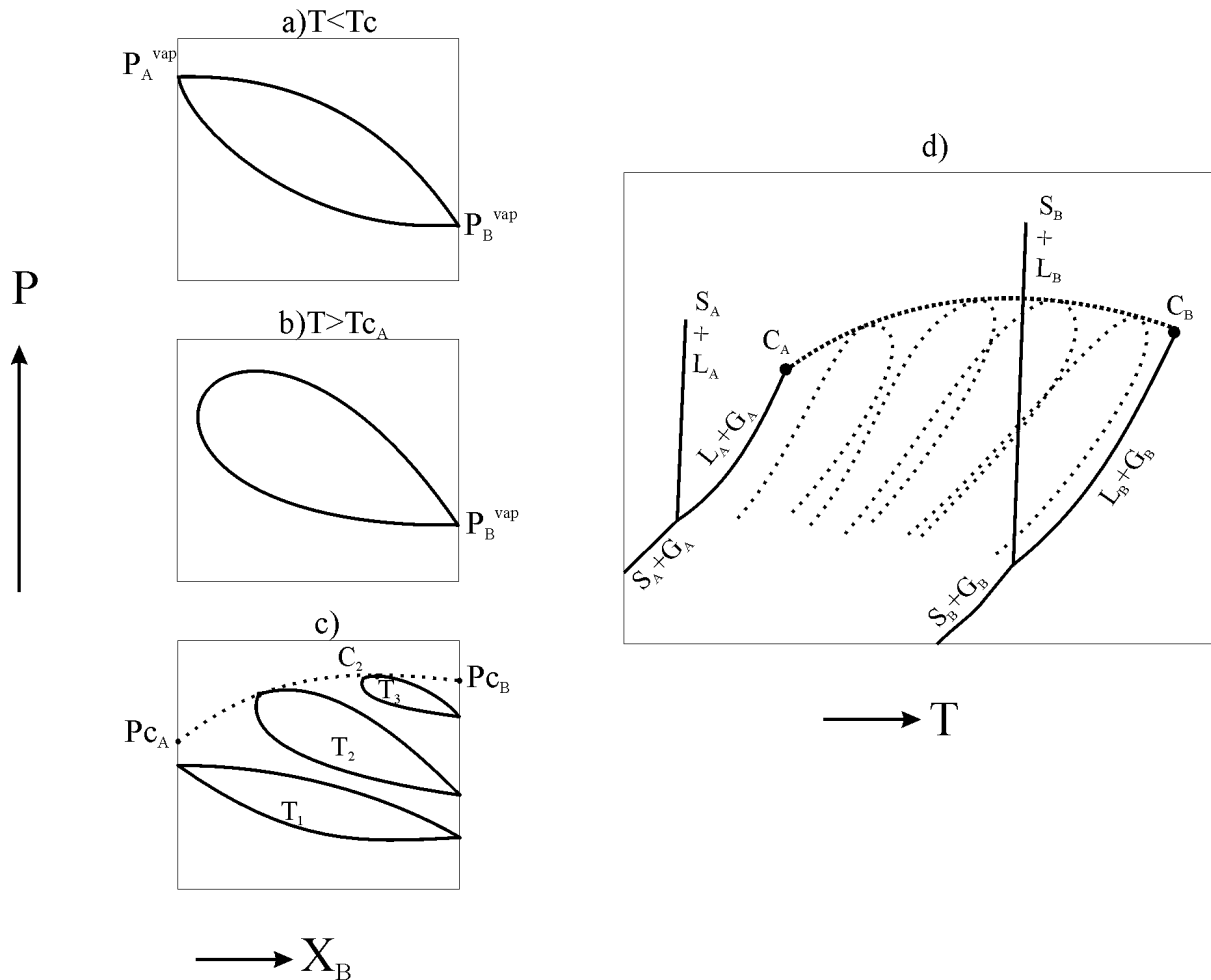 a)T<Tc
P_A^vap
P_B^vap
P
b)T>Tc_A
P_B^vap
c)
C_2
Pc_B
T_3
Pc_A
T_2
T_1
X_B
d)
S_A
+
L_A
C_A
S_B
+
L_B
C_B
L_A+G_A
L_B+G_B
S_A+G_A
S_B+G_B
T